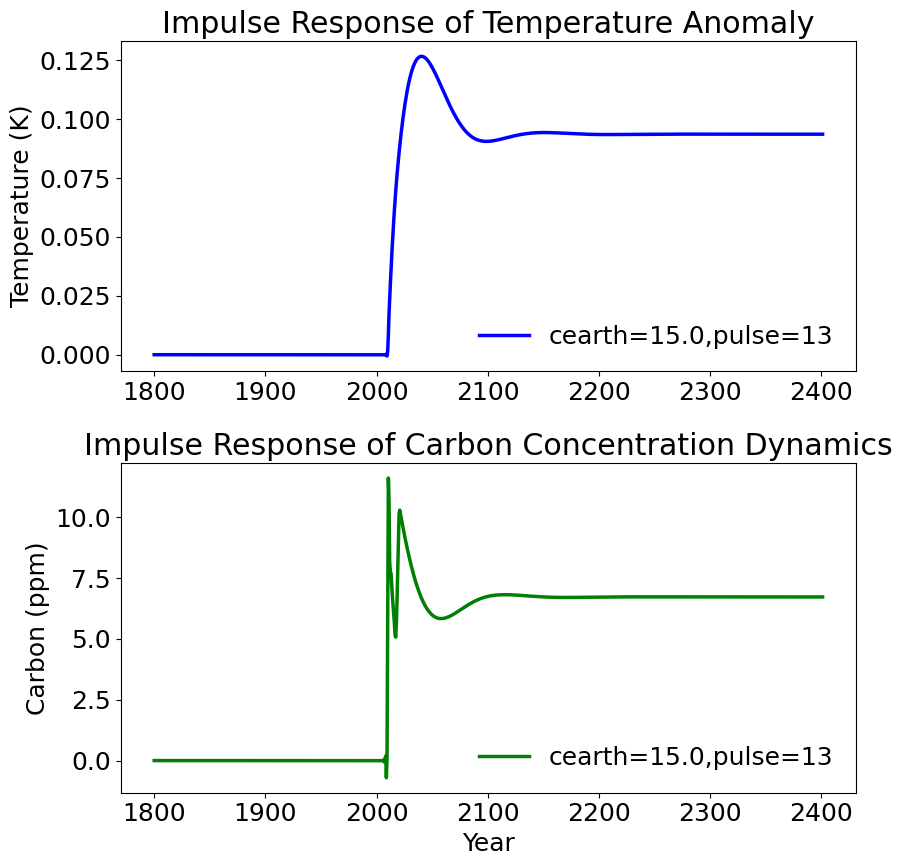 Impulse Response of Temperature Anomaly
Temperature (K)
0.125
0.100
0.075
0.050
0.025
0.000
cearth=15.0,pulse=13
1800 1900 2000 2100 2200 2300 2400
Impulse Response of Carbon Concentration Dynamics
Carbon (ppm)
10.0
7.5
5.0
2.5
0.0
cearth=15.0,pulse=13
1800 1900 2000 2100 2200 2300 2400
Year